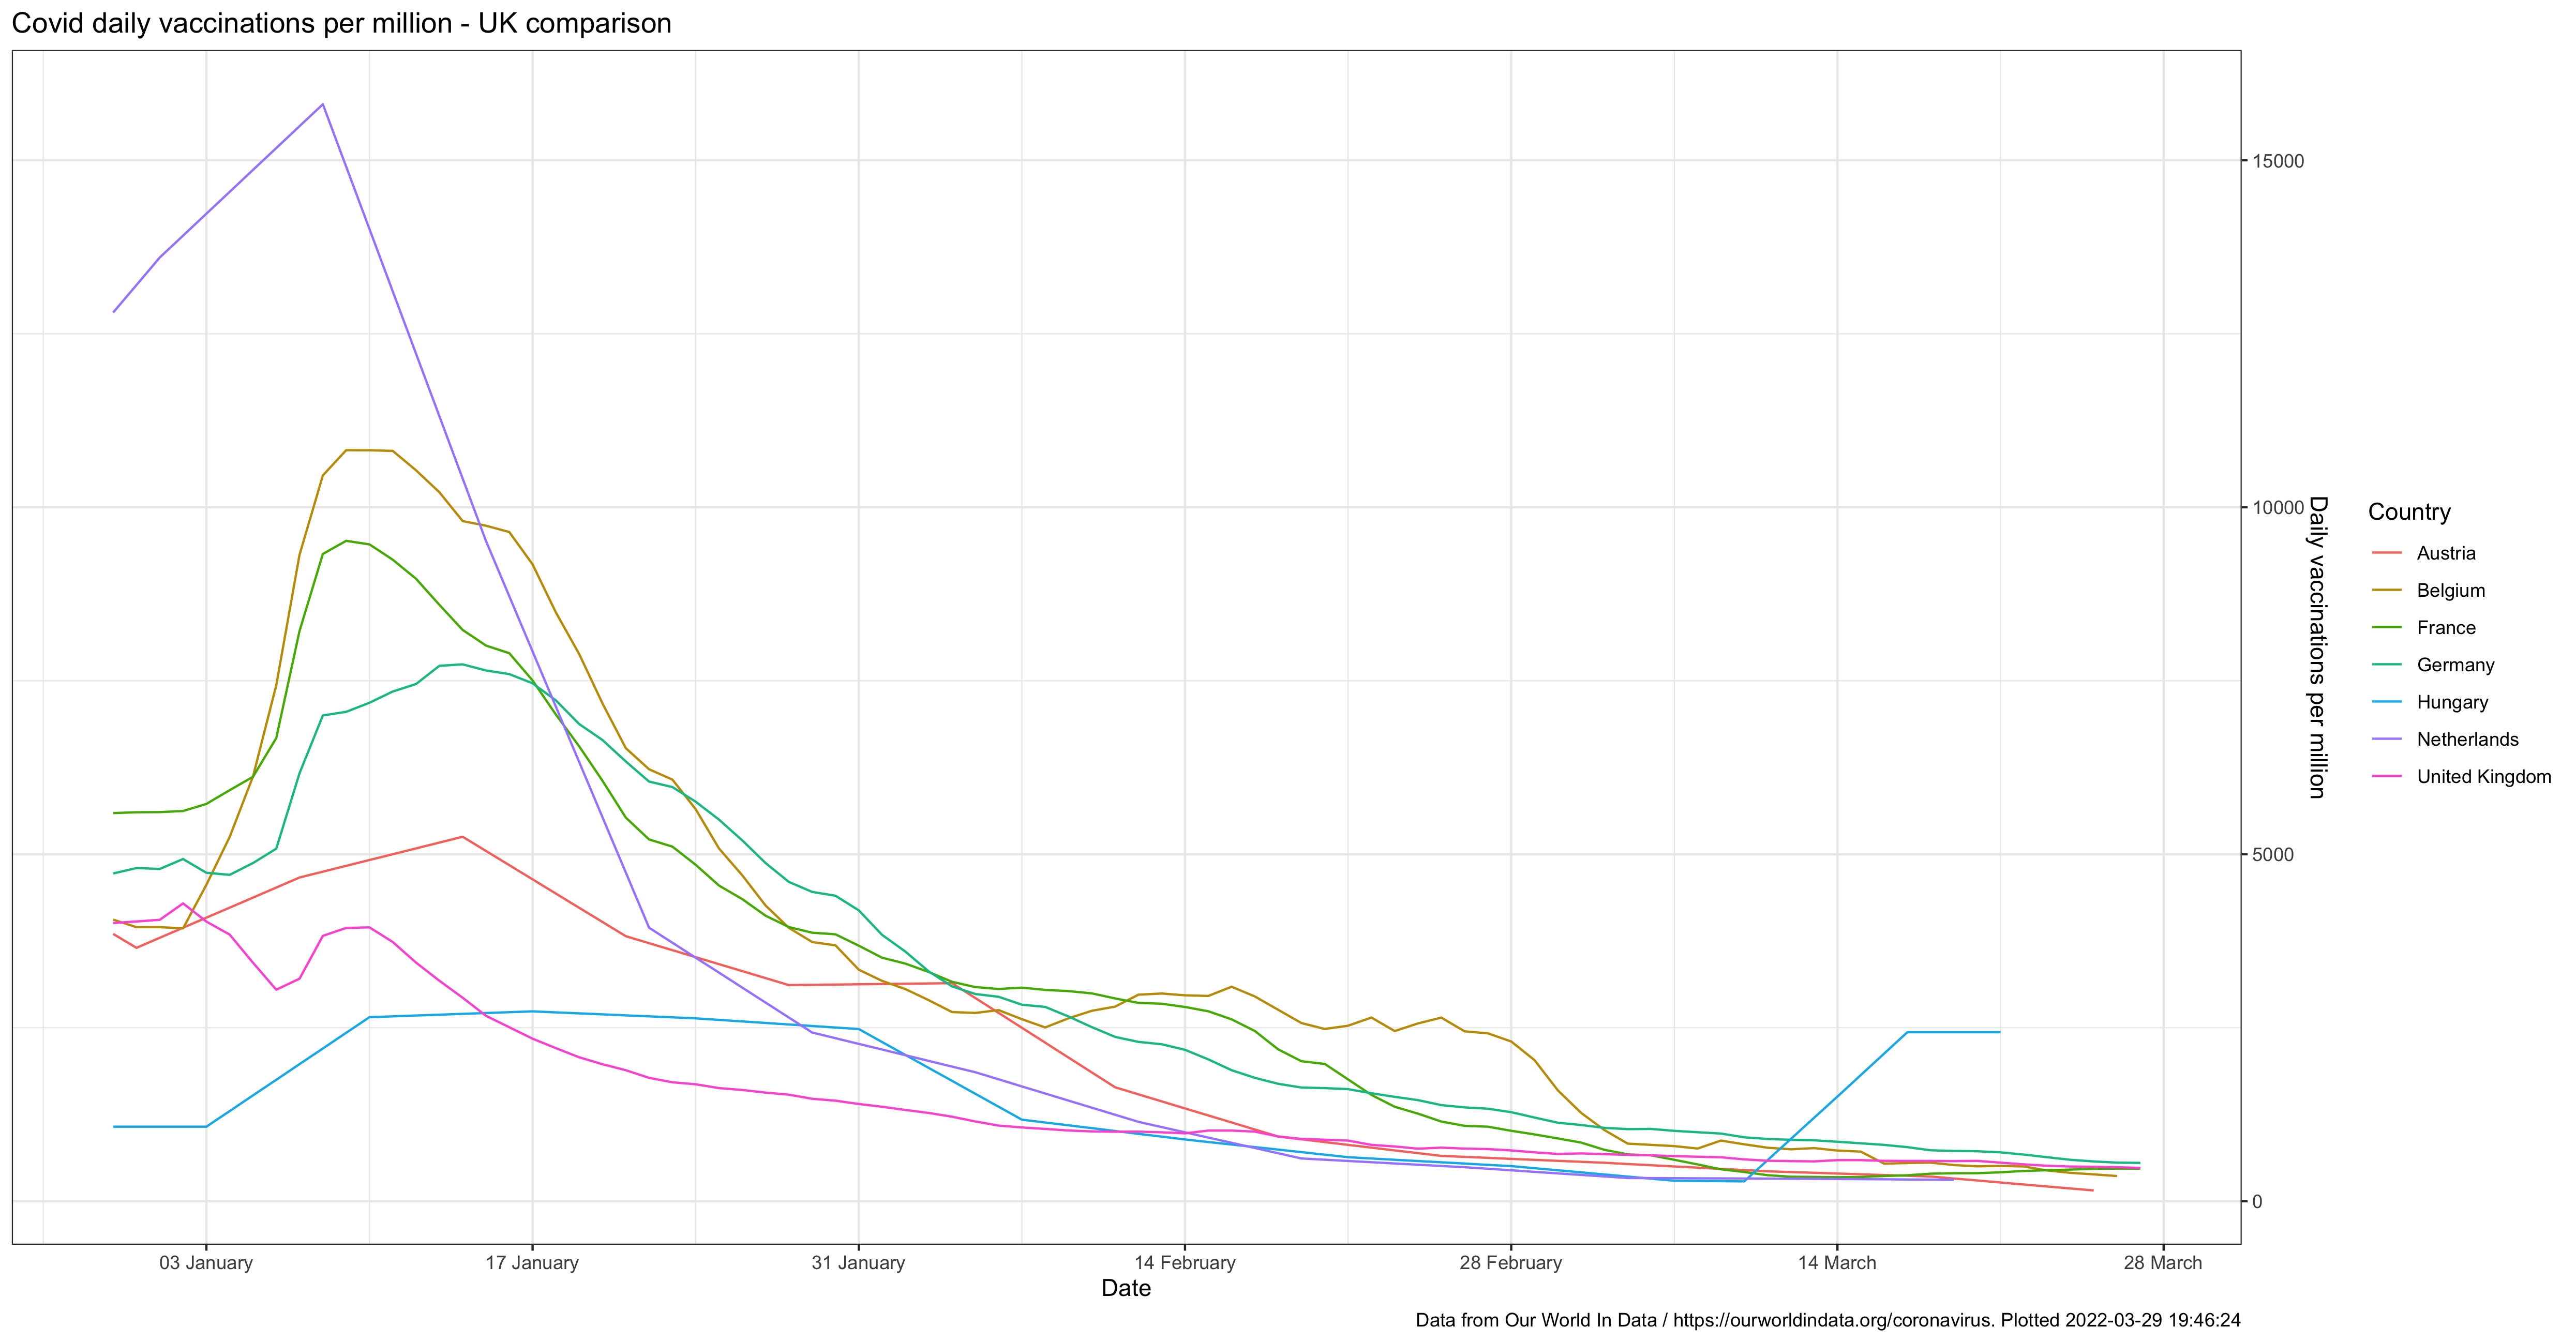 Covid daily vaccinations per million - UK comparison
15000
10000
5000
0
Daily vaccinations per million
Country
Austria
Belgium
France
Germany
Hungary
Netherlands
United Kingdom
03 January
17 January
31 January
14 February
28 February
14 March
28 March
Date
Data from Our World In Data / https://ourworldindata.org/coronavirus. Plotted 2022-03-29 19:46:24